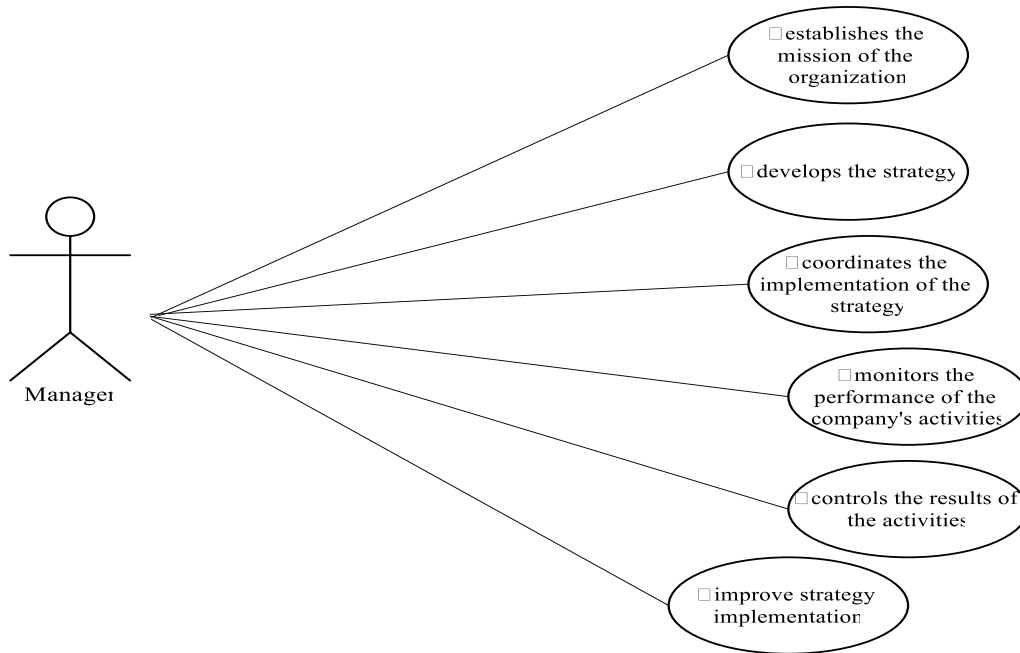 □ establishes the
mission of the
organization
□ develops the strategy
□ coordinates the
implementation of the
strategy
Manager
□ monitors the
performance of the
company's activities
□ controls the results of
the activities
□ improve strategy
implementation